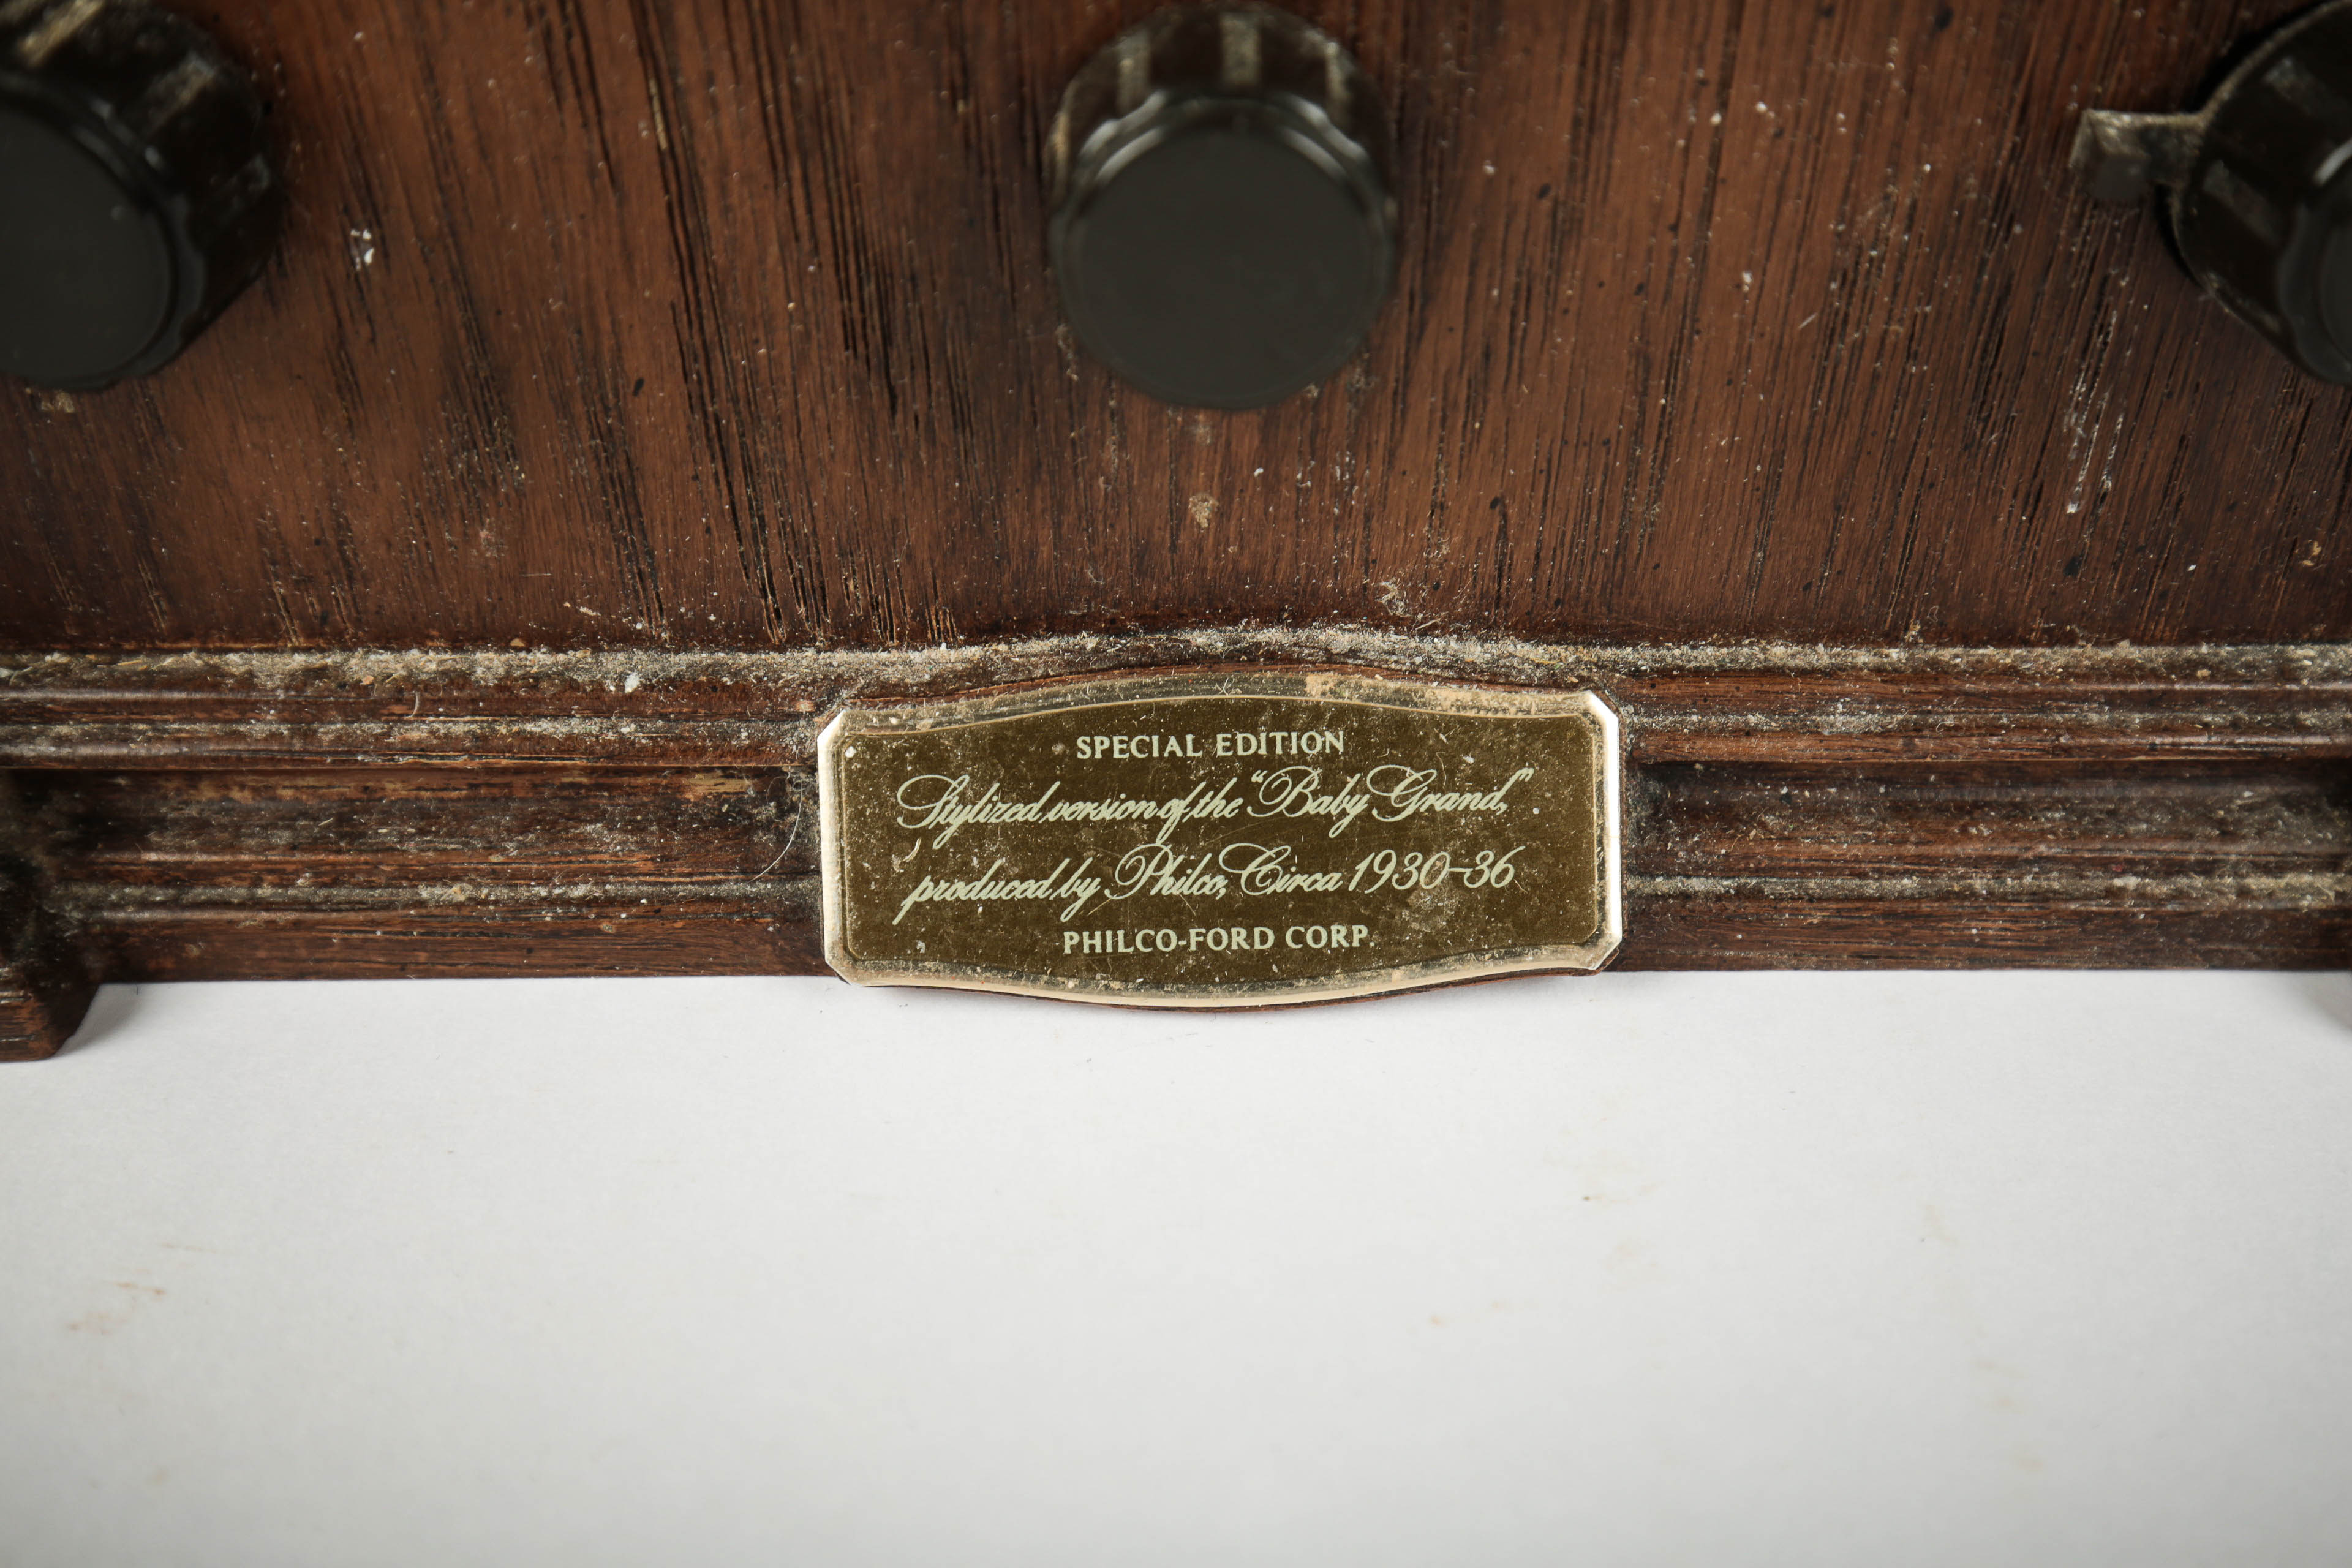 SPECIAL EDITION
Stylized version of the "Baby Grand,"
produced by Philco, Circa 1930-36
PHILCO-FORD CORP.